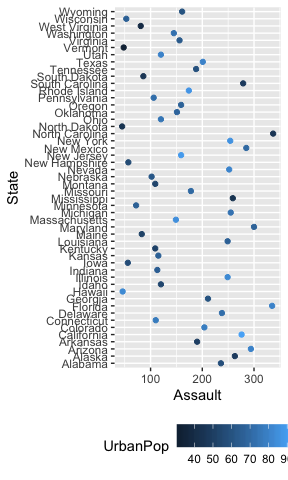 Wyoming
Wisconsin
West Virginia
Washington
Virginia
Vermont
Utah
Texas
Tennessee
South Dakota
South Carolina
Rhode Island
Pennsylvania
Oregon
Oklahoma
Ohio
North Dakota
North Carolina
New York
New Mexico
New Jersey
New Hampshire
Nevada
Nebraska
Montana
Missouri
Mississippi
Minnesota
Michigan
Massachusetts
Maryland
Maine
Louisiana
Kentucky
Kansas
Iowa
Indiana
Illinois
Idaho
Hawaii
Georgia
Florida
Delaware
Connecticut
Colorado
California
Arkansas
Arizona
Alaska
Alabama
State
100 200 300
Assault
UrbanPop
40 50 60 70 80 90